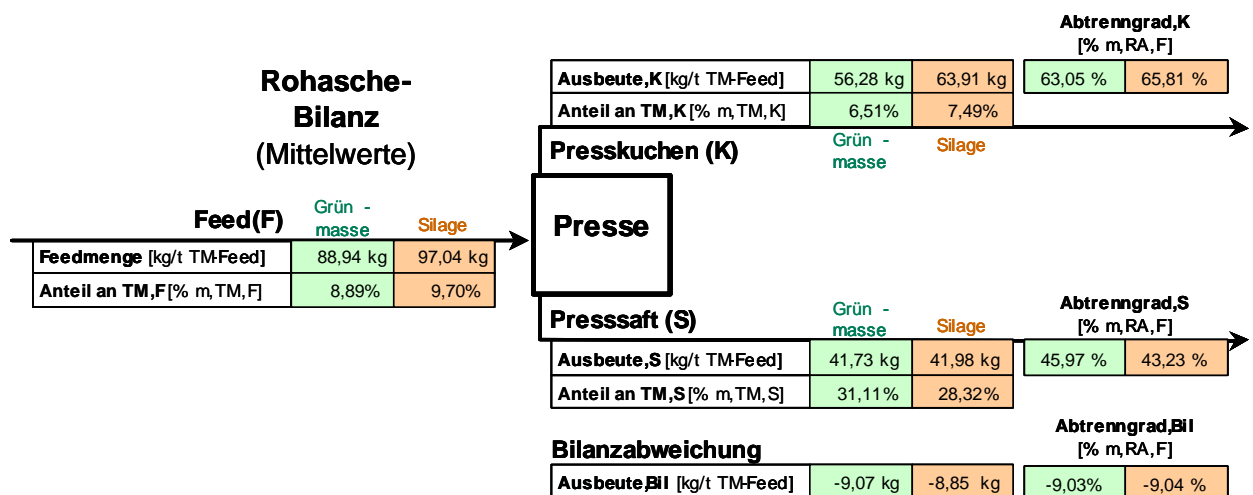 Rohasche-
Bilanz
(Mittelwerte)
Abtrenngrad,K
[% m,RA,F]
Ausbeute,K [kg/t TM-Feed] 56,28 kg 63,91 kg 63,05 % 65,81 %
Anteil an TM,K [% m,TM,K] 6,51% 7,49%
Presskuchen (K)
Grün -
masse
Silage
Feed(F)
Grün -
masse
Silage
Feedmenge [kg/t TM-Feed] 88,94 kg 97,04 kg
Anteil an TM,F [% m,TM,F] 8,89% 9,70%
Presse
Presssaft (S)
Grün -
masse
Silage
Abtrenngrad,S
[% m,RA,F]
Ausbeute,S [kg/t TM-Feed] 41,73 kg 41,98 kg 45,97 % 43,23 %
Anteil an TM,S [% m,TM,S] 31,11% 28,32%
Bilanzabweichung
Abtrenngrad,Bil
[% m,RA,F]
Ausbeute,Bil [kg/t TM-Feed] -9,07 kg -8,85 kg -9,03% -9,04 %